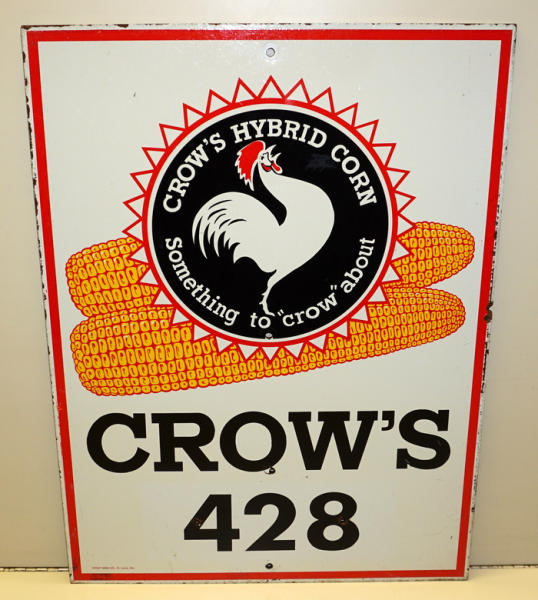 CROW'S HYBRID CORN
Something to "crow" about
CROW'S
428